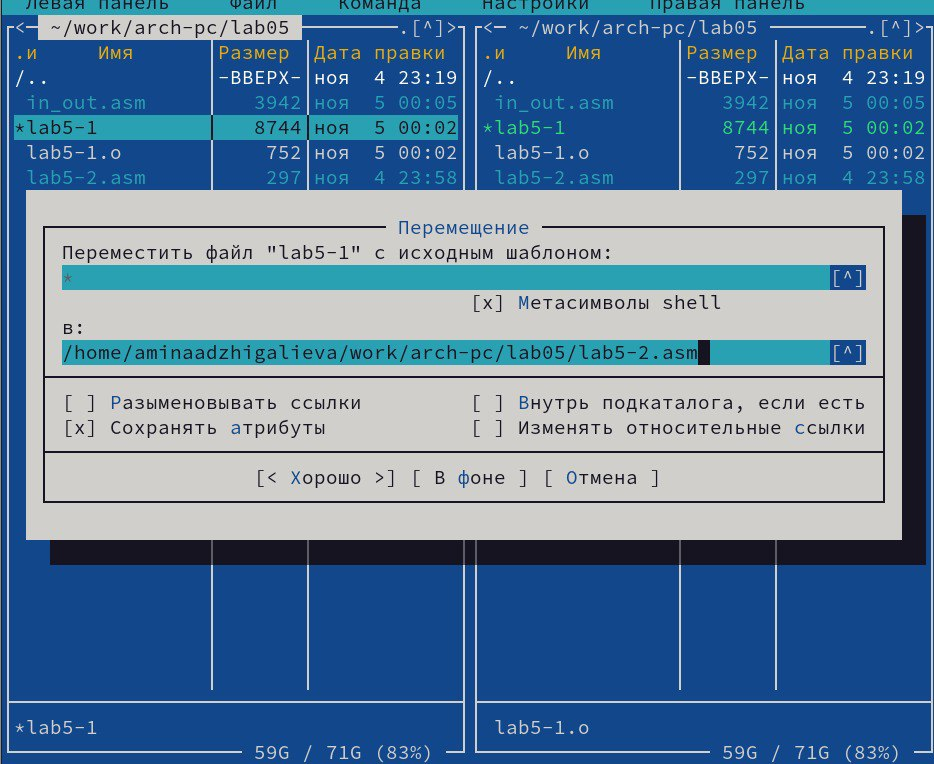 Левая панель Файл Команда Настройки Правая панель
<─ ~/work/arch-pc/lab05 ─.[^]>
.и Имя Размер Дата правки
/.. -ВВЕРХ- ноя 4 23:19
in_out.asm 3942 ноя 5 00:05
*lab5-1 8744 ноя 5 00:02
lab5-1.o 752 ноя 5 00:02
lab5-2.asm 297 ноя 4 23:58
<─ ~/work/arch-pc/lab05 ─.[^]>
.и Имя Размер Дата правки
/.. -ВВЕРХ- ноя 4 23:19
in_out.asm 3942 ноя 5 00:05
*lab5-1 8744 ноя 5 00:02
lab5-1.o 752 ноя 5 00:02
lab5-2.asm 297 ноя 4 23:58
Перемещение
Переместить файл "lab5-1" с исходным шаблоном:
* [^]
[x] Метасимволы shell
в:
/home/aminaadzhigalieva/work/arch-pc/lab05/lab5-2.asm [^]
[ ] Разыменовывать ссылки [ ] Внутрь подкаталога, если есть
[x] Сохранять атрибуты [ ] Изменять относительные ссылки
[< Хорошо >] [ В фоне ] [ Отмена ]
*lab5-1
59G / 71G (83%)
lab5-1.o
59G / 71G (83%)